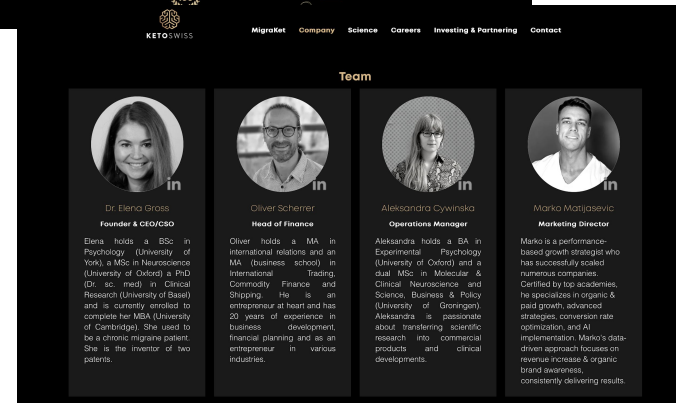 KETOSWISS
MigraKet Company Science Careers Investing & Partnering Contact
Team
in
Dr. Elena Gross
Founder & CEO/CSO
Elena holds a BSc in
Psychology (University of
York), a MSc in Neuroscience
(University of Oxford) a PhD
(Dr. sc. med) in Clinical
Research (University of Basel)
and is currently enrolled to
complete her MBA (University
of Cambridge). She used to
be a chronic migraine patient.
She is the inventor of two
patents.
in
Oliver Scherrer
Head of Finance
Oliver holds a MA in
international relations and an
MA (business school) in
International Trading,
Commodity Finance and
Shipping. He is an
entrepreneur at heart and has
20 years of experience in
business development,
financial planning and as an
entrepreneur in various
industries.
in
Aleksandra Cywinska
Operations Manager
Aleksandra holds a BA in
Experimental Psychology
(University of Oxford) and a
dual MSc in Molecular &
Clinical Neuroscience and
Science, Business & Policy
(University of Groningen).
Aleksandra is passionate
about transferring scientific
research into commercial
products and clinical
developments.
in
Marko Matijasevic
Marketing Director
Marko is a performance-
based growth strategist who
has successfully scaled
numerous companies.
Certified by top academies,
he specializes in organic &
paid growth, advanced
strategies, conversion rate
optimization, and AI
implementation. Marko's data-
driven approach focuses on
revenue increase & organic
brand awareness,
consistently delivering results.